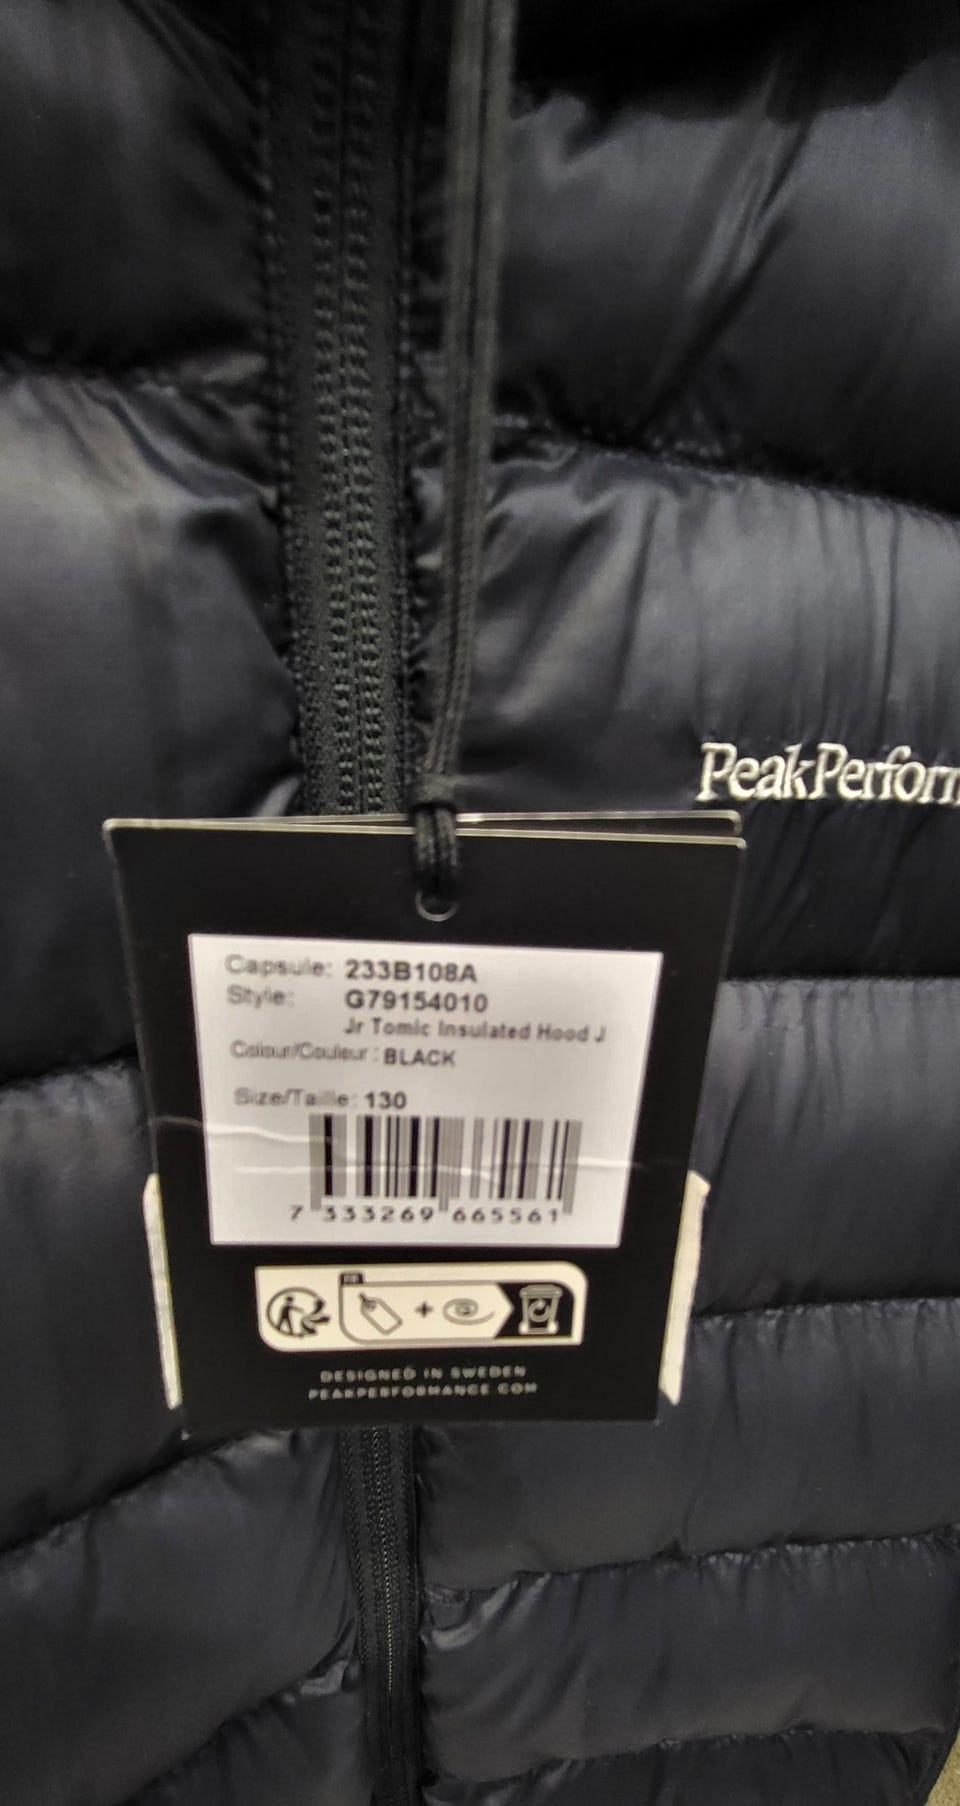 PeakPerform
Capsule: 233B108A
Style: G79154010
Jr Tomic Insulated Hood J
Colour/Couleur : BLACK
Size/Taille: 130
7 333269 665561
FR
DESIGNED IN SWEDEN
PEAKPERFORMANCE.COM